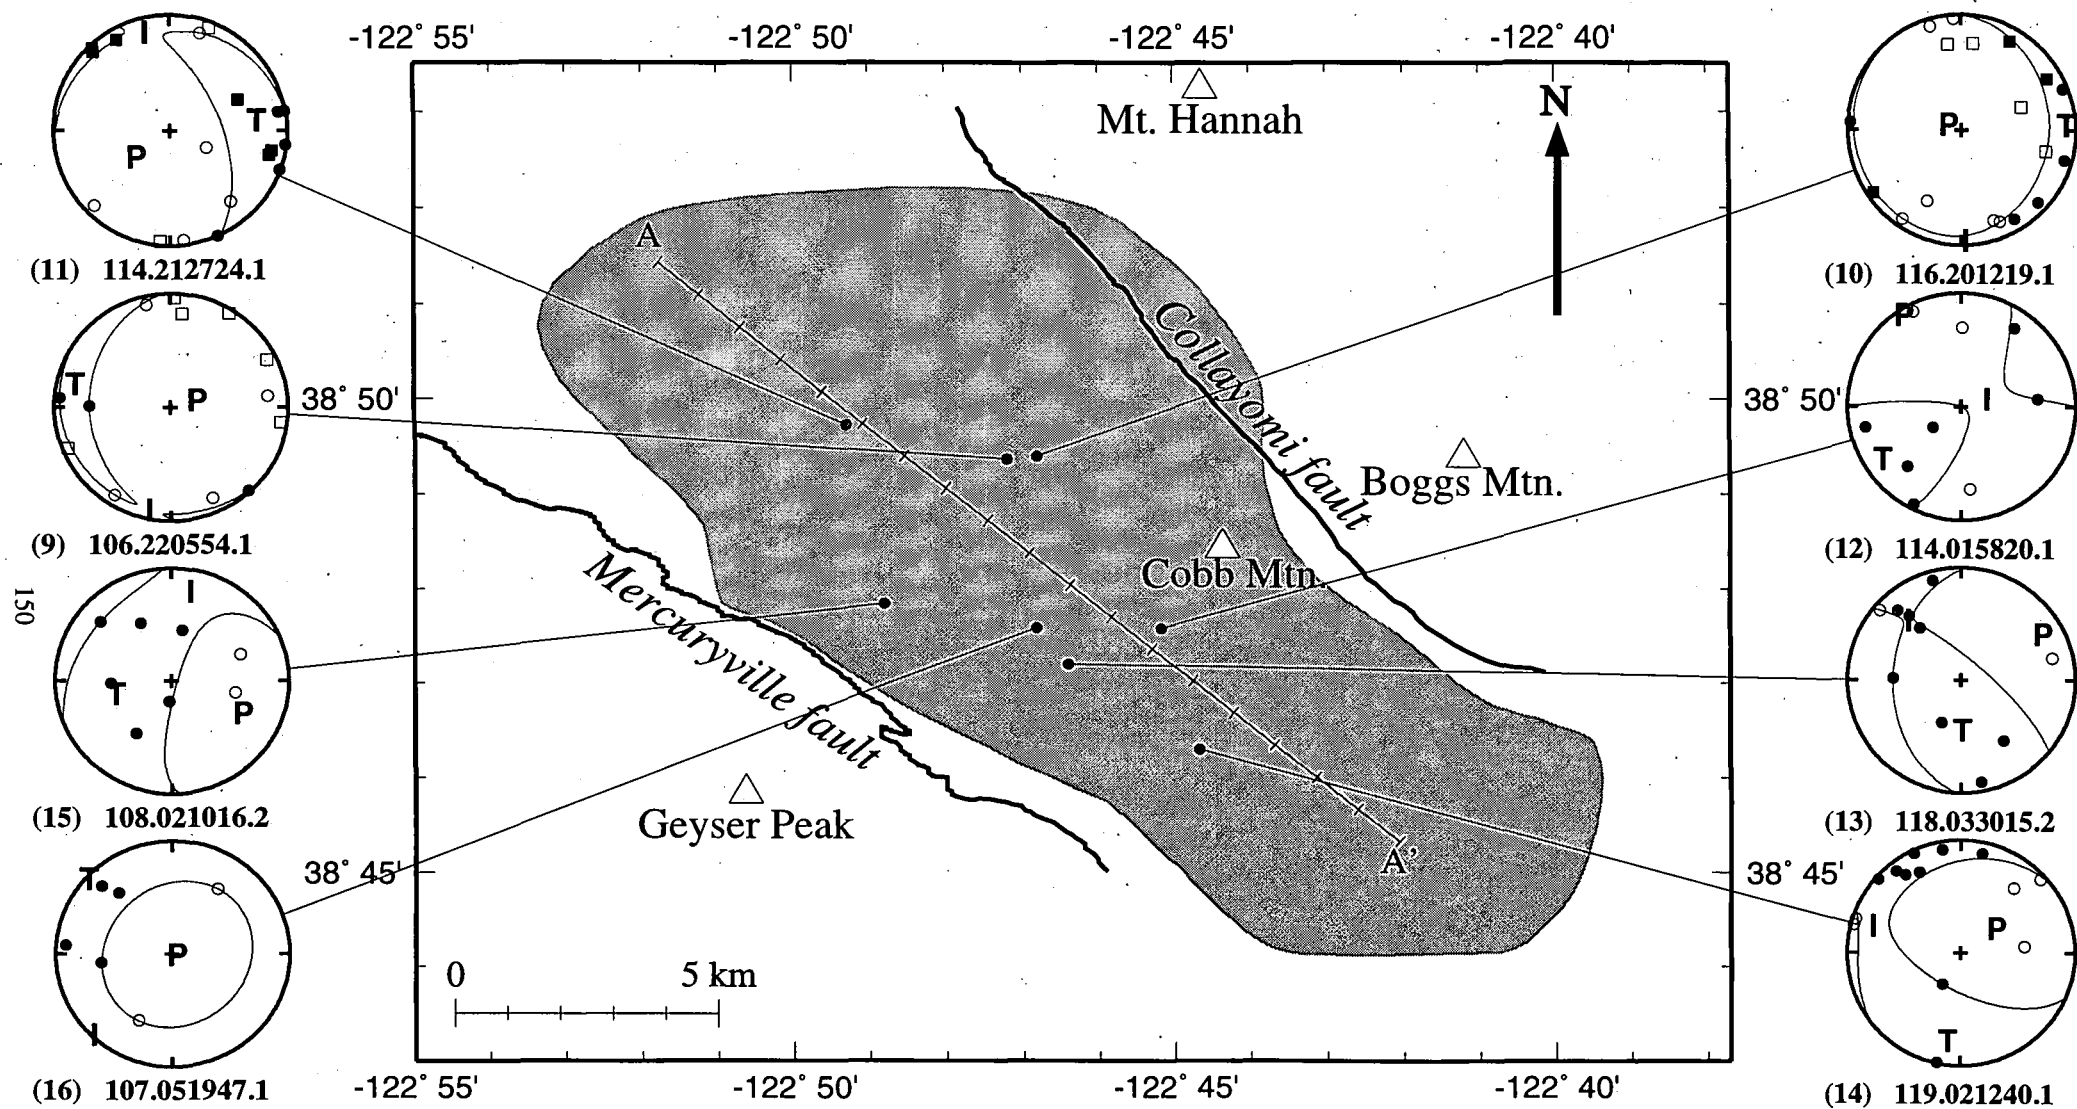 -122° 55'
-122° 50'
-122° 45'
-122° 40'
I
T
P
(11) 114.212724.1
T
P
I
(9) 106.220554.1
150
I
T
P
(15) 108.021016.2
T
P
I
(16) 107.051947.1
Mt. Hannah
N
A
Collayomi fault
38° 50'
38° 50'
Boggs Mtn.
Cobb Mtn.
Mercuryville fault
Geyser Peak
38° 45'
38° 45'
A'
0 5 km
P
T
I
(10) 116.201219.1
P
I
T
(12) 114.015820.1
I
P
T
(13) 118.033015.2
I
P
T
(14) 119.021240.1
-122° 55'
-122° 50'
-122° 45'
-122° 40'